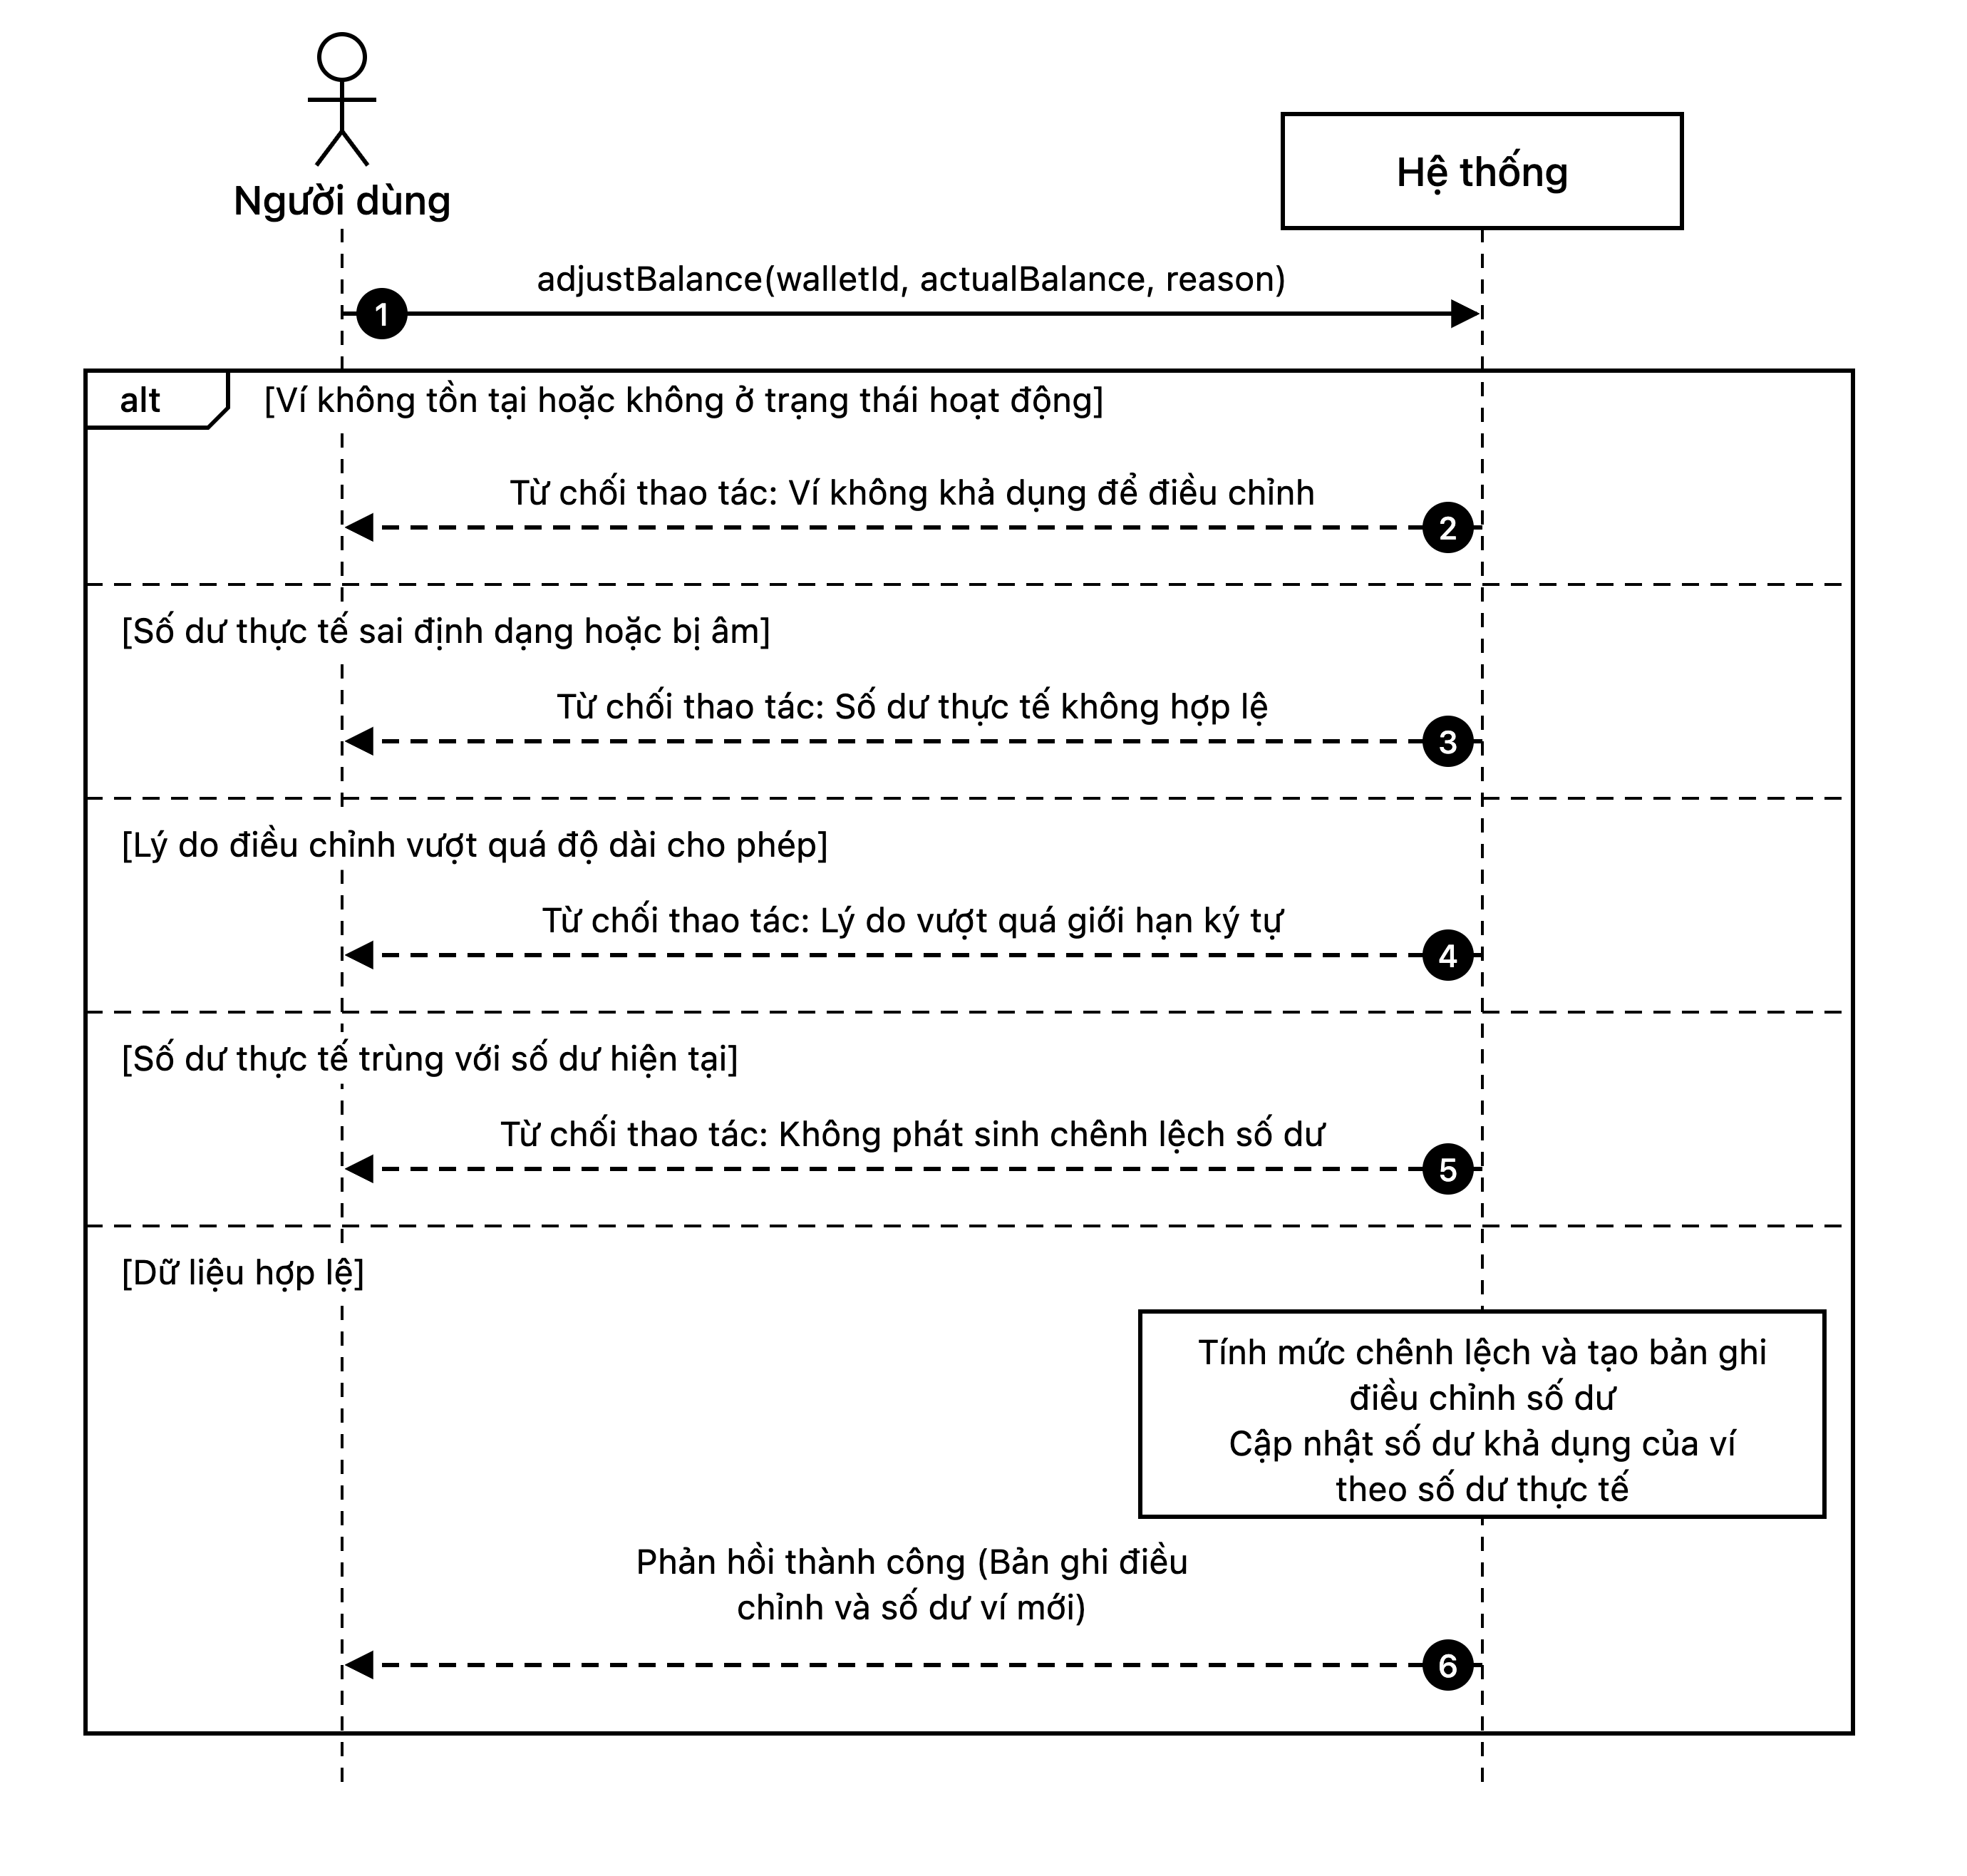 Người dùng
Hệ thống
adjustBalance(walletId, actualBalance, reason)
1
alt
[Ví không tồn tại hoặc không ở trạng thái hoạt động]
Từ chối thao tác: Ví không khả dụng để điều chỉnh
2
[Số dư thực tế sai định dạng hoặc bị âm]
Từ chối thao tác: Số dư thực tế không hợp lệ
3
[Lý do điều chỉnh vượt quá độ dài cho phép]
Từ chối thao tác: Lý do vượt quá giới hạn ký tự
4
[Số dư thực tế trùng với số dư hiện tại]
Từ chối thao tác: Không phát sinh chênh lệch số dư
5
[Dữ liệu hợp lệ]
Tính mức chênh lệch và tạo bản ghi
điều chỉnh số dư
Cập nhật số dư khả dụng của ví
theo số dư thực tế
Phản hồi thành công (Bản ghi điều
chỉnh và số dư ví mới)
6